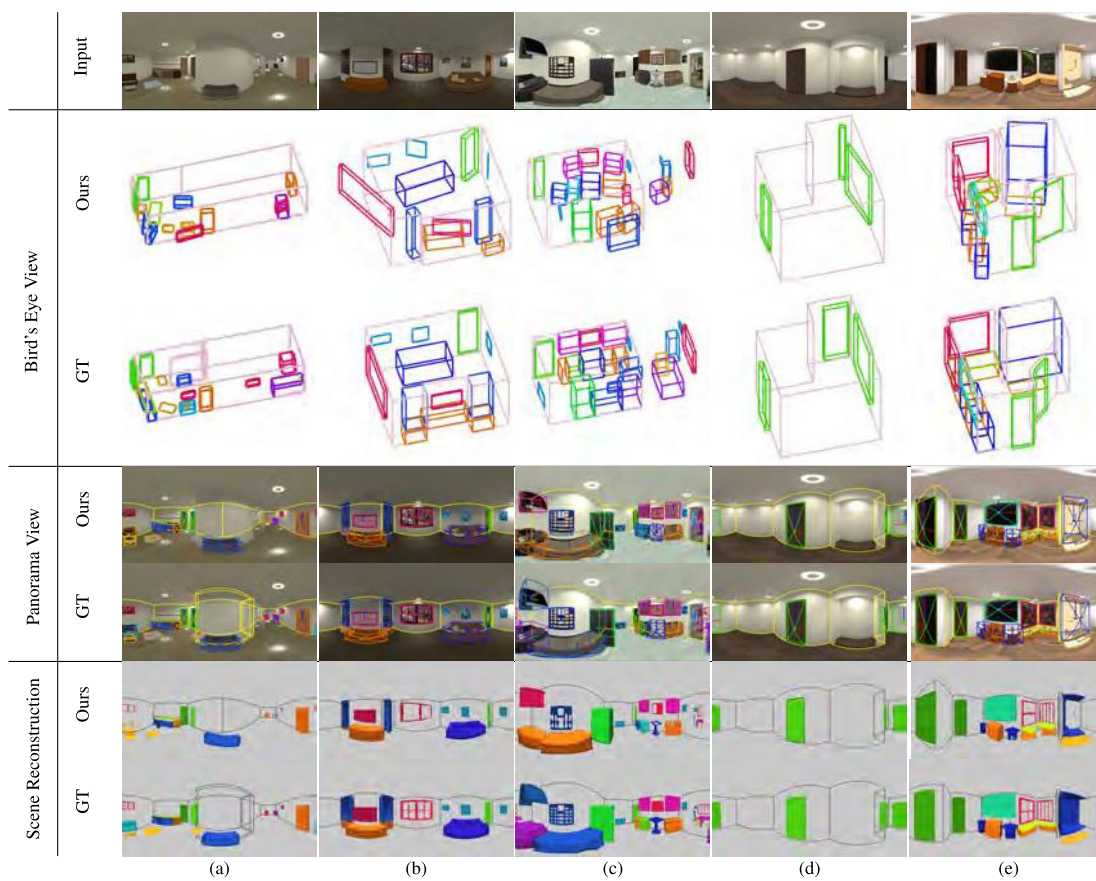 Input
Bird's Eye View
Ours
GT
Panorama View
Ours
GT
Scene Reconstruction
Ours
GT
(a) (b) (c) (d) (e)